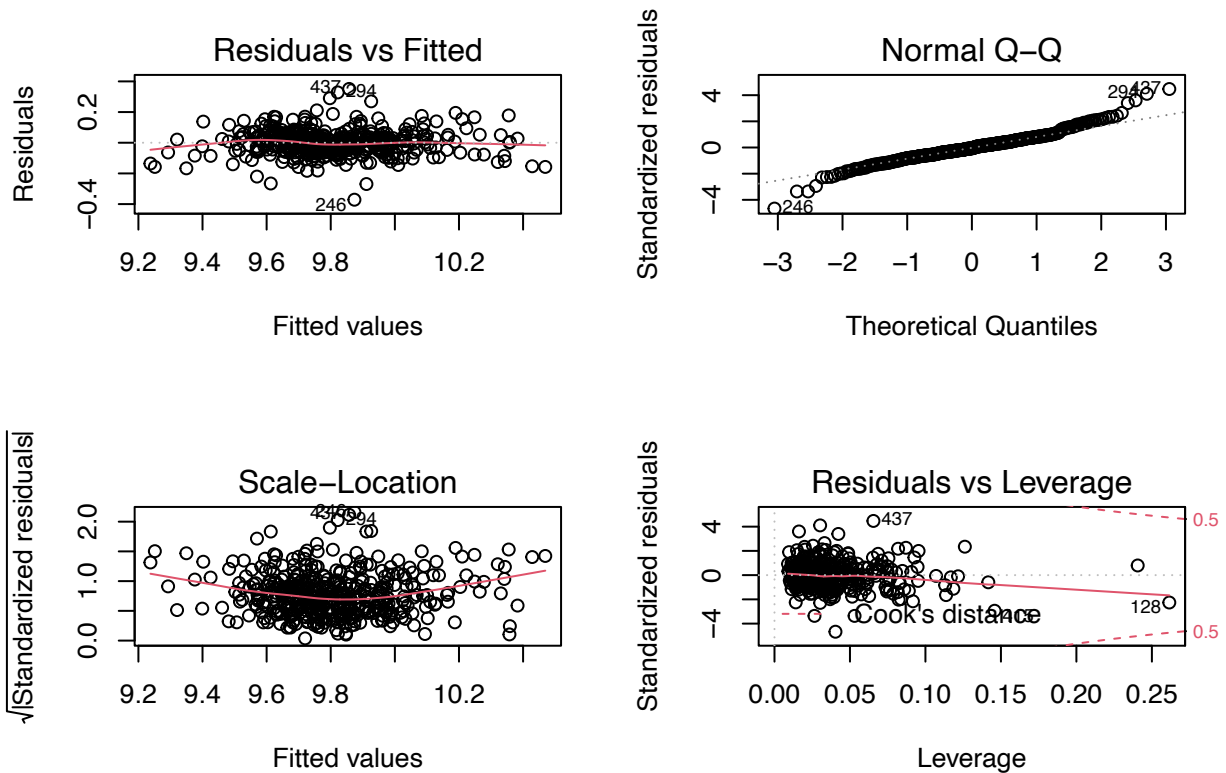 Residuals vs Fitted
Residuals
0.2
−0.4
437
294
246
9.2 9.4 9.6 9.8 10.2
Fitted values
Normal Q−Q
Standardized residuals
4
0
−4
294
437
246
−3 −2 −1 0 1 2 3
Theoretical Quantiles
Scale−Location
√|Standardized residuals|
2.0
1.0
0.0
437
246
294
9.2 9.4 9.6 9.8 10.2
Fitted values
Residuals vs Leverage
Standardized residuals
4
0
−4
437
128
Cook's distance
0.5
0.5
0.00 0.05 0.10 0.15 0.20 0.25
Leverage